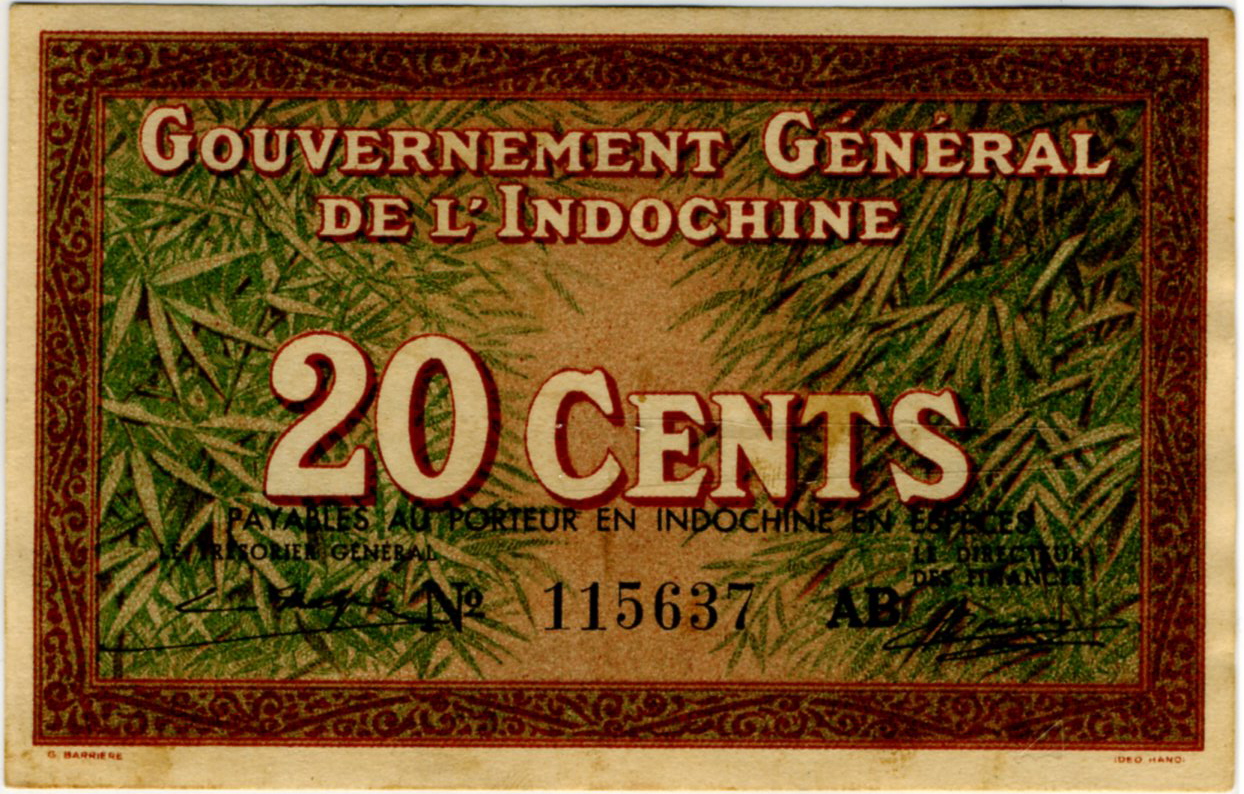 GOUVERNEMENT GÉNÉRAL
DE L'INDOCHINE
20 CENTS
PAYABLES AU PORTEUR EN INDOCHINE EN ESPÈCES
LE TRÉSORIER GÉNÉRAL
LE DIRECTEUR
DES FINANCES
Nº 115637 AB
G. BARRIERE
IDEO HANOI